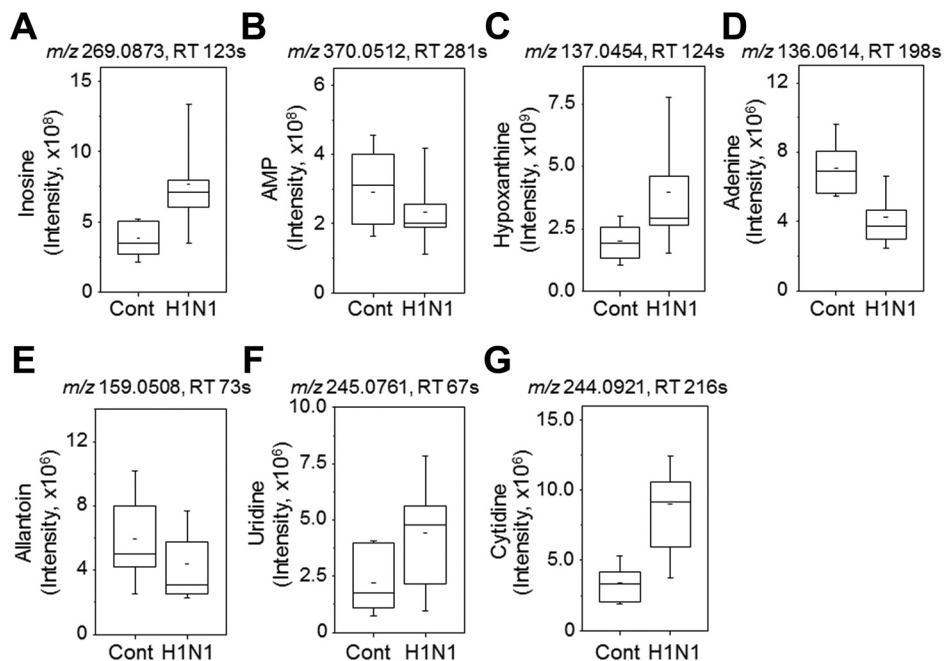 A
m/z 269.0873, RT 123s
Inosine
(Intensity, x10⁸)
15
10
5
0
Cont H1N1
B
m/z 370.0512, RT 281s
AMP
(Intensity, x10⁸)
6
4
2
0
Cont H1N1
C
m/z 137.0454, RT 124s
Hypoxanthine
(Intensity, x10⁹)
7.5
5.0
2.5
0.0
Cont H1N1
D
m/z 136.0614, RT 198s
Adenine
(Intensity, x10⁶)
12
8
4
0
Cont H1N1
E
m/z 159.0508, RT 73s
Allantoin
(Intensity, x10⁶)
12
8
4
0
Cont H1N1
F
m/z 245.0761, RT 67s
Uridine
(Intensity, x10⁶)
10.0
7.5
5.0
2.5
0
Cont H1N1
G
m/z 244.0921, RT 216s
Cytidine
(Intensity, x10⁶)
15.0
10.0
5.0
0.0
Cont H1N1